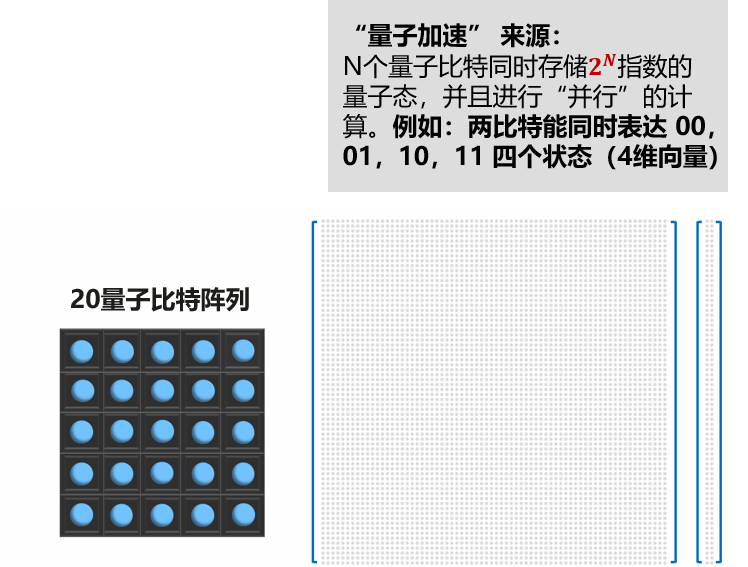 “量子加速” 来源：
N个量子比特同时存储2^N指数的
量子态，并且进行“并行”的计
算。例如：两比特能同时表达 00，
01，10，11 四个状态（4维向量）
20量子比特阵列